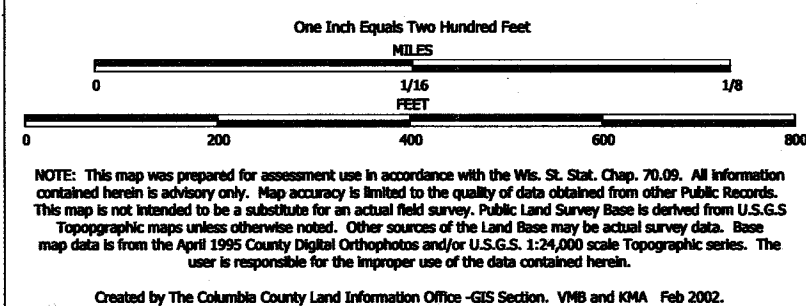 One Inch Equals Two Hundred Feet
MILES
0 1/16 1/8
FEET
0 200 400 600 800
NOTE: This map was prepared for assessment use in accordance with the Wis. St. Stat. Chap. 70.09. All information
contained herein is advisory only. Map accuracy is limited to the quality of data obtained from other Public Records.
This map is not intended to be a substitute for an actual field survey. Public Land Survey Base is derived from U.S.G.S
Topopgraphic maps unless otherwise noted. Other sources of the Land Base may be actual survey data. Base
map data is from the April 1995 County Digital Orthophotos and/or U.S.G.S. 1:24,000 scale Topographic series. The
user is responsible for the improper use of the data contained herein.
Created by The Columbia County Land Information Office -GIS Section. VMB and KMA Feb 2002.